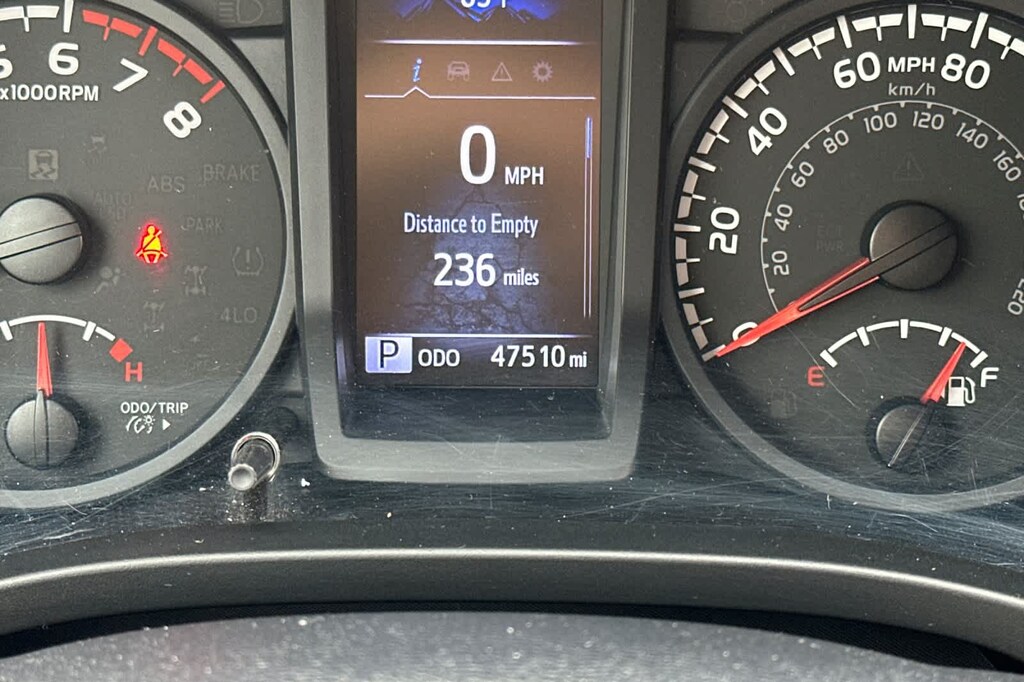 6
7
8
x1000RPM
ABS
BRAKE
PARK
4LO
H
ODO/TRIP
i
0 MPH
Distance to Empty
236 miles
P ODO 47510 mi
0
20
40
60 MPH 80
km/h
20
40
60
80
100
120
140
160
E
F